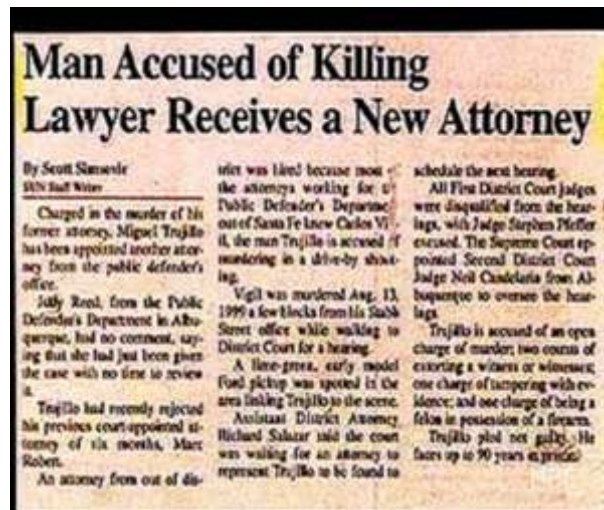 Man Accused of Killing
Lawyer Receives a New Attorney
By Scott
SUN Staff Writer
Charged in the murder of his
former attorney, Miguel Trujillo
has been appointed another attor-
ney from the public defender's
office.
Judy Reed, from the Public
Defender's Department in Albu-
querque, had no comment, say-
ing that she had just been given
the case with no time to review
it.
Trujillo had recently rejected
his previous court-appointed at-
torney of six months, Marc
Robert.
An attorney from out of dis-
trict was hired because most of
the attorneys working for
Public Defender's Department
out of Santa Fe knew Carlos Vi
il, the man Trujillo is accused of
murdering in a drive-by shoot-
ing.
Vigil was murdered Aug. 13,
1999 a few blocks from his
Street office while walking to
District Court for a hearing.
A lime-green, early model
Ford pickup was spotted in the
area linking Trujillo to the scene.
Assistant District Attorney
Richard Salazar said the court
was waiting for an attorney to
represent Trujillo to be found to
schedule the next hearing.
All First District Court judges
were disqualified from the hear-
ings, with Judge Stephen Pfeffer
excused. The Supreme Court ap-
pointed Second District Court
Judge Neil Candelaria from Al-
buquerque to oversee the hear-
ings.
Trujillo is accused of an open
charge of murder; two counts of
extorting a witness or witnesses;
one charge of tampering with ev-
idence; and one charge of being a
felon in possession of a firearm.
Trujillo pled not guilty. He
faces up to 90 years in prison.